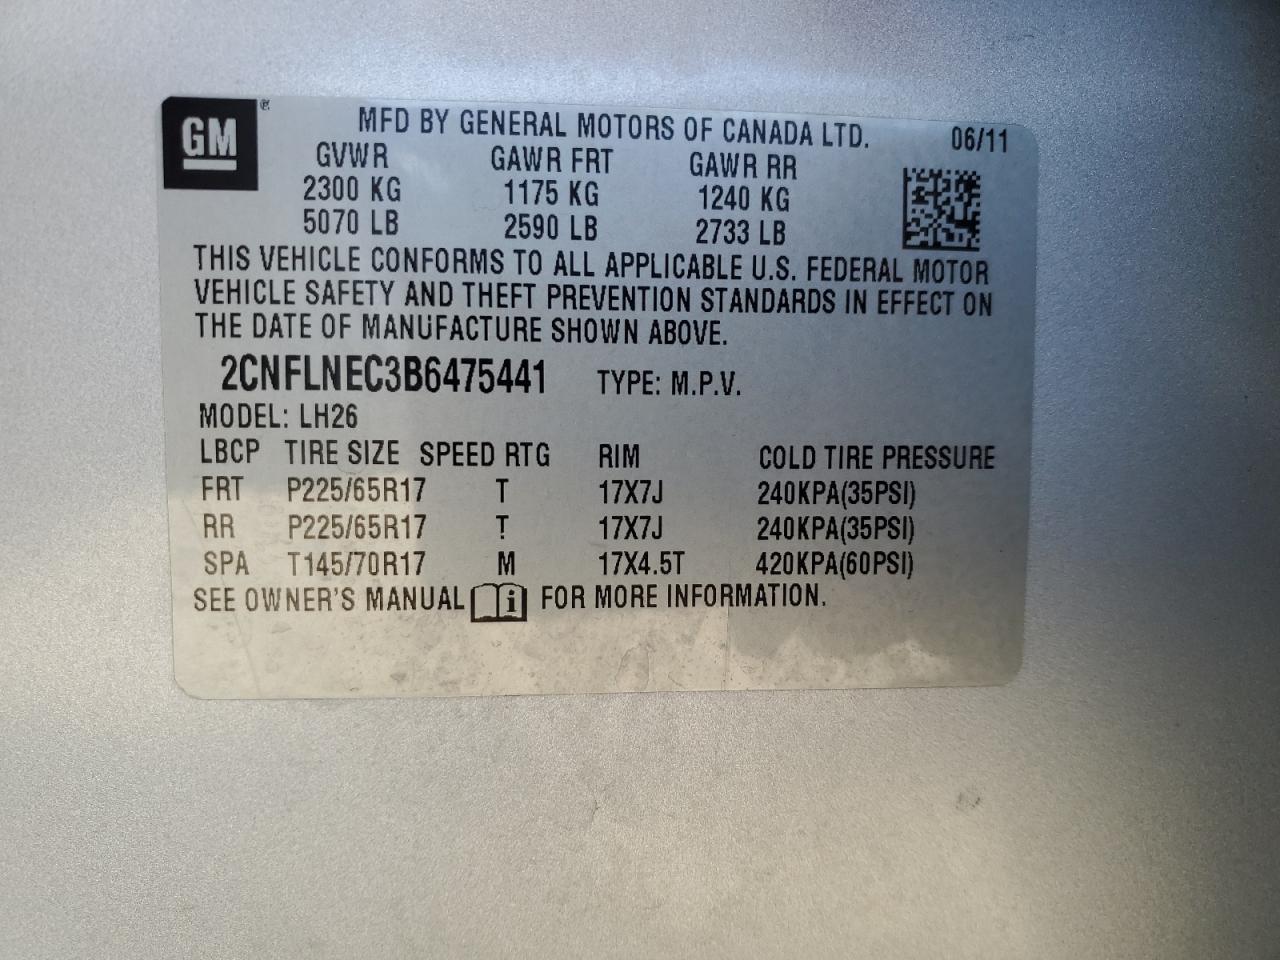 GM ®
MFD BY GENERAL MOTORS OF CANADA LTD. 06/11
GVWR GAWR FRT GAWR RR
2300 KG 1175 KG 1240 KG
5070 LB 2590 LB 2733 LB
THIS VEHICLE CONFORMS TO ALL APPLICABLE U.S. FEDERAL MOTOR
VEHICLE SAFETY AND THEFT PREVENTION STANDARDS IN EFFECT ON
THE DATE OF MANUFACTURE SHOWN ABOVE.
2CNFLNEC3B6475441 TYPE: M.P.V.
MODEL: LH26
LBCP TIRE SIZE SPEED RTG RIM COLD TIRE PRESSURE
FRT P225/65R17 T 17X7J 240KPA(35PSI)
RR P225/65R17 T 17X7J 240KPA(35PSI)
SPA T145/70R17 M 17X4.5T 420KPA(60PSI)
SEE OWNER'S MANUAL i FOR MORE INFORMATION.